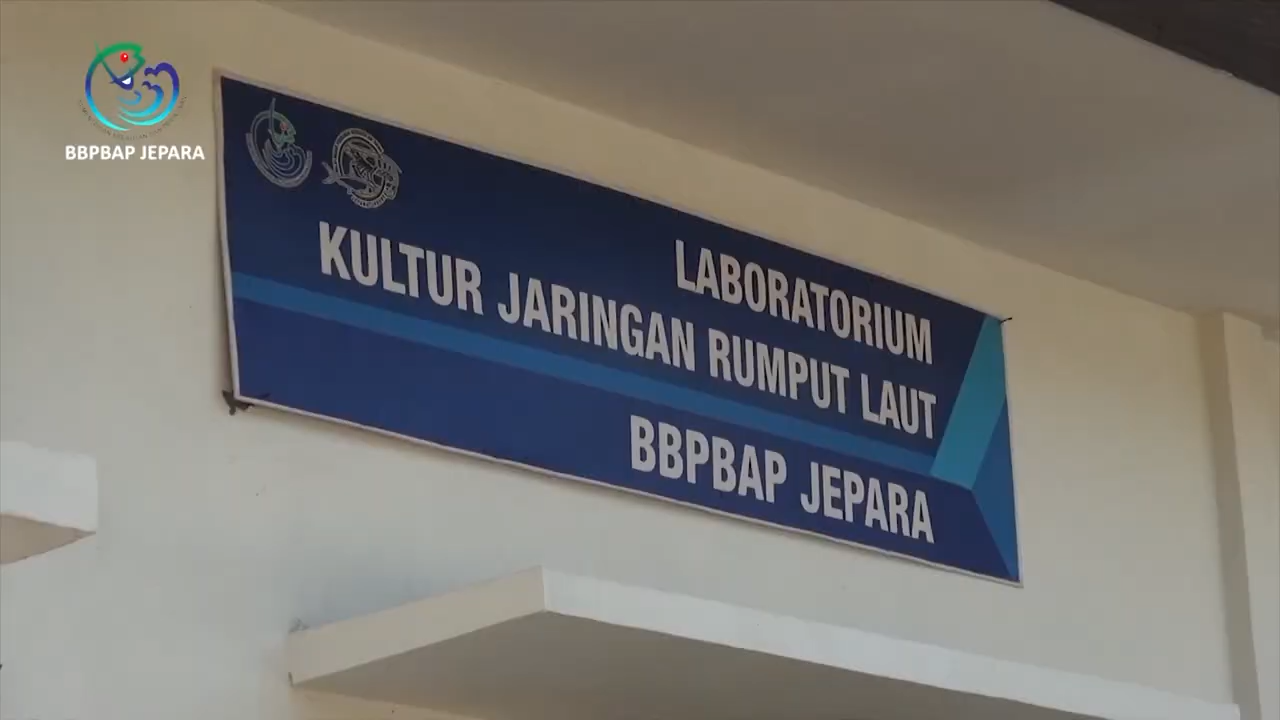 BBPBAP JEPARA
LABORATORIUM
KULTUR JARINGAN RUMPUT LAUT
BBPBAP JEPARA